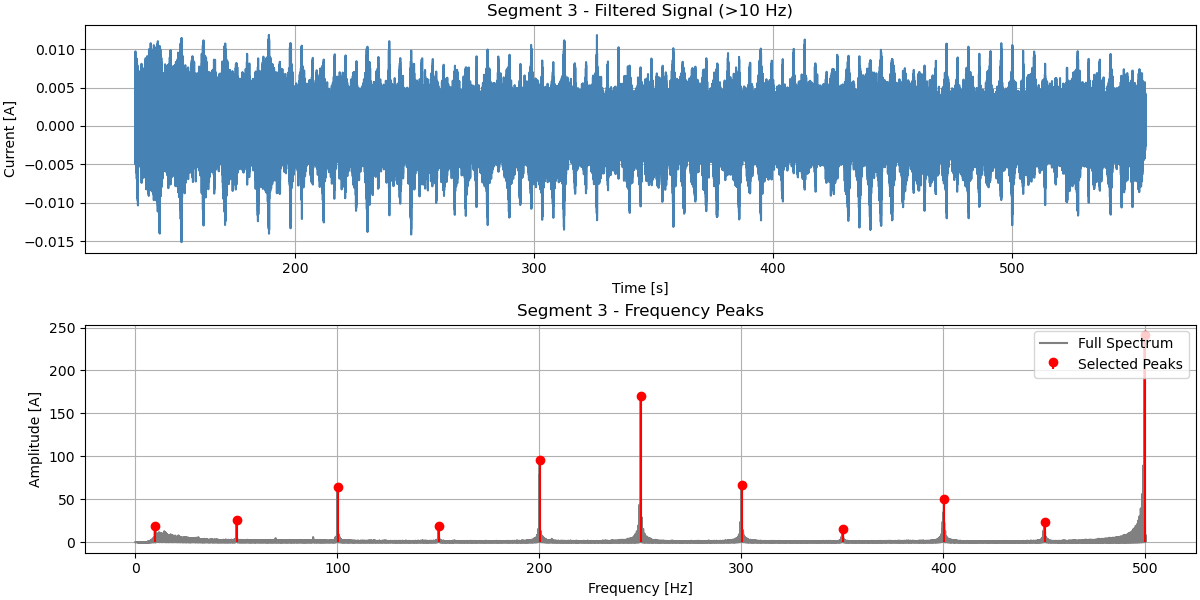 Segment 3 - Filtered Signal (>10 Hz)
Current [A]
0.010
0.005
0.000
−0.005
−0.010
−0.015
200
300
400
500
Time [s]
Segment 3 - Frequency Peaks
Amplitude [A]
250
200
150
100
50
0
Full Spectrum
Selected Peaks
0
100
200
300
400
500
Frequency [Hz]